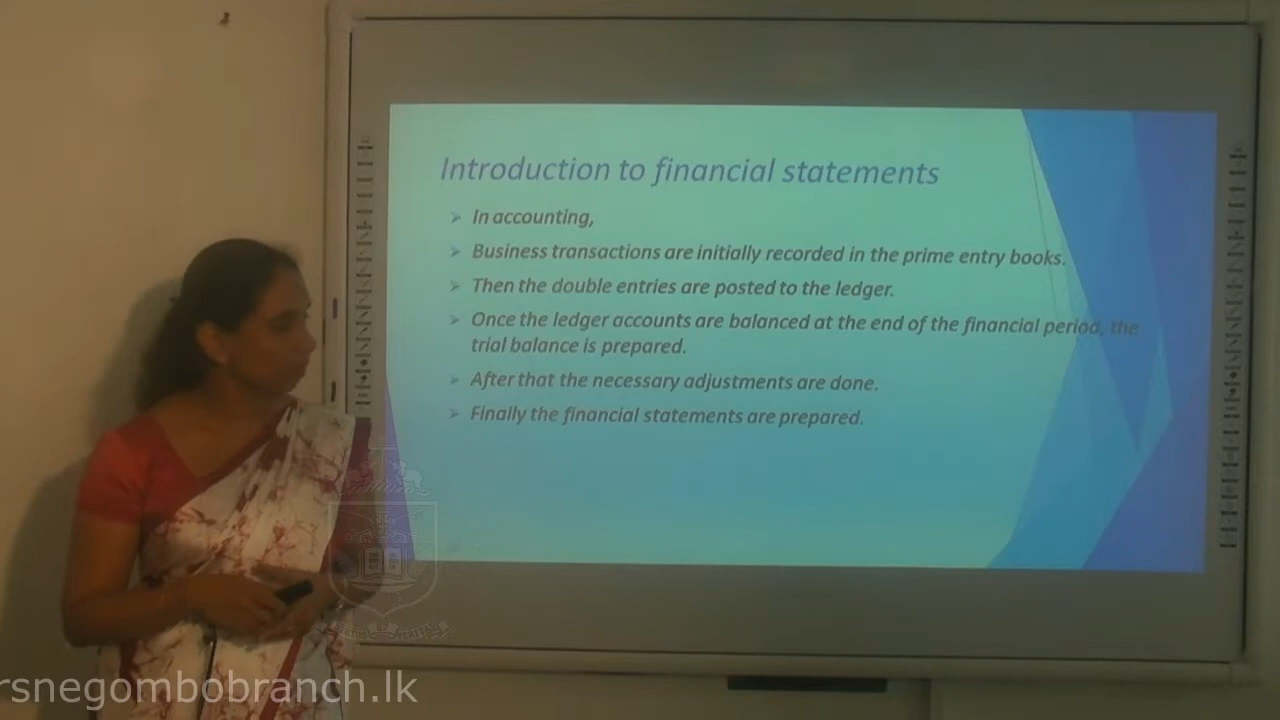 Introduction to financial statements
In accounting,
Business transactions are initially recorded in the prime entry books.
Then the double entries are posted to the ledger.
Once the ledger accounts are balanced at the end of the financial period, the
trial balance is prepared.
After that the necessary adjustments are done.
Finally the financial statements are prepared.
rsnegombobranch.lk